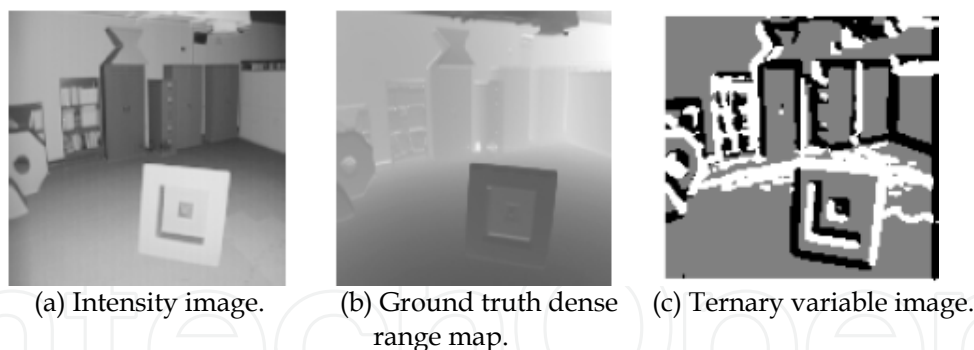 (a) Intensity image.
(b) Ground truth dense range map.
(c) Ternary variable image.